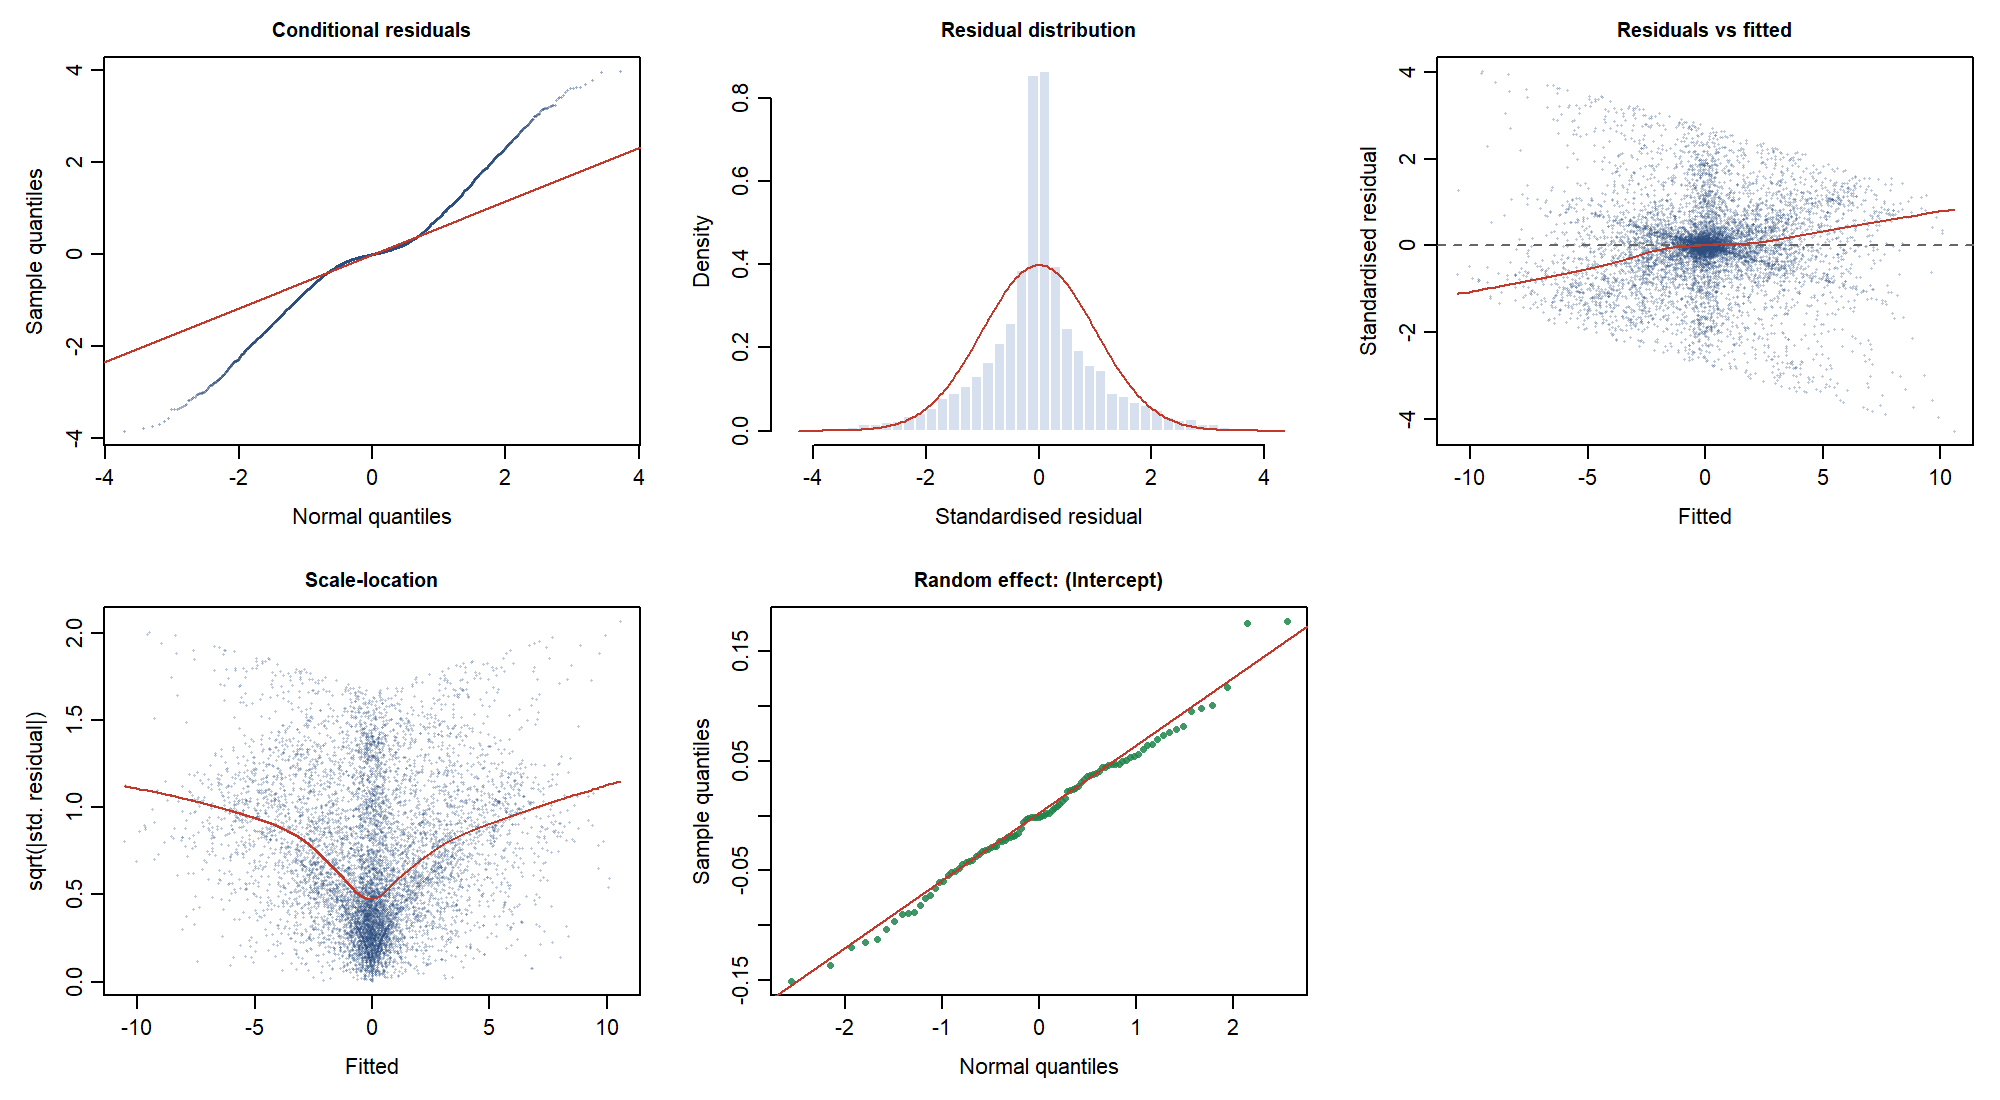 Conditional residuals
Sample quantiles
4
2
0
-2
-4
-4 -2 0 2 4
Normal quantiles
Residual distribution
Density
0.8
0.6
0.4
0.2
0.0
-4 -2 0 2 4
Standardised residual
Residuals vs fitted
Standardised residual
4
2
0
-2
-4
-10 -5 0 5 10
Fitted
Scale-location
sqrt(|std. residual|)
2.0
1.5
1.0
0.5
0.0
-10 -5 0 5 10
Fitted
Random effect: (Intercept)
Sample quantiles
0.15
0.05
-0.05
-0.15
-2 -1 0 1 2
Normal quantiles